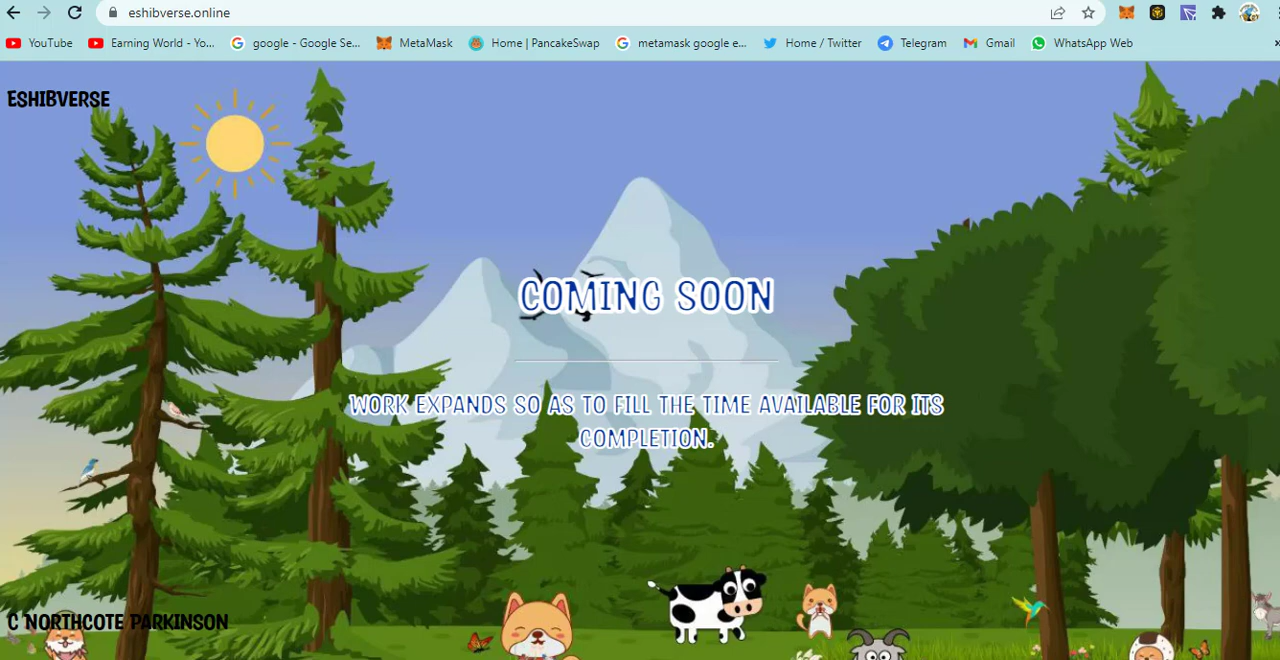 eshibverse.online
YouTube
Earning World - Yo...
google - Google Se...
MetaMask
Home | PancakeSwap
metamask google e...
Home / Twitter
Telegram
Gmail
WhatsApp Web
»
ESHIBVERSE
COMING SOON
WORK EXPANDS SO AS TO FILL THE TIME AVAILABLE FOR ITS
COMPLETION.
C NORTHCOTE PARKINSON